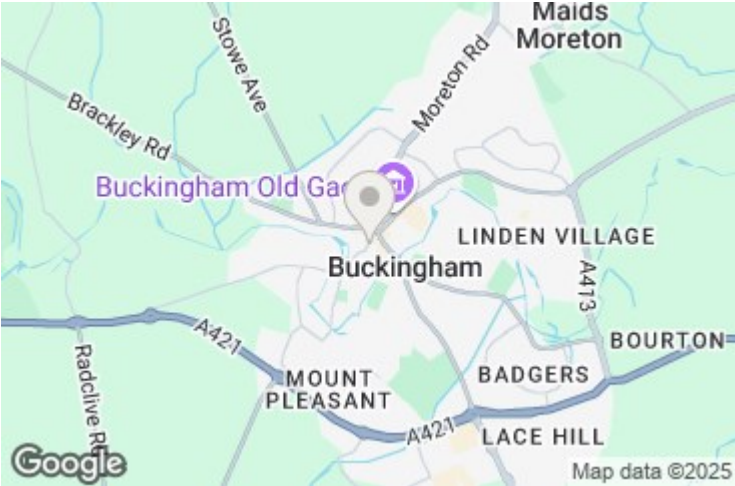 Maids
Moreton
Stowe Ave
Moreton Rd
Brackley Rd
Buckingham Old Gao
LINDEN VILLAGE
Buckingham
A413
A421
BOURTON
Radclive Rd
MOUNT
PLEASANT
BADGERS
A421
LACE HILL
Google
Map data ©2025